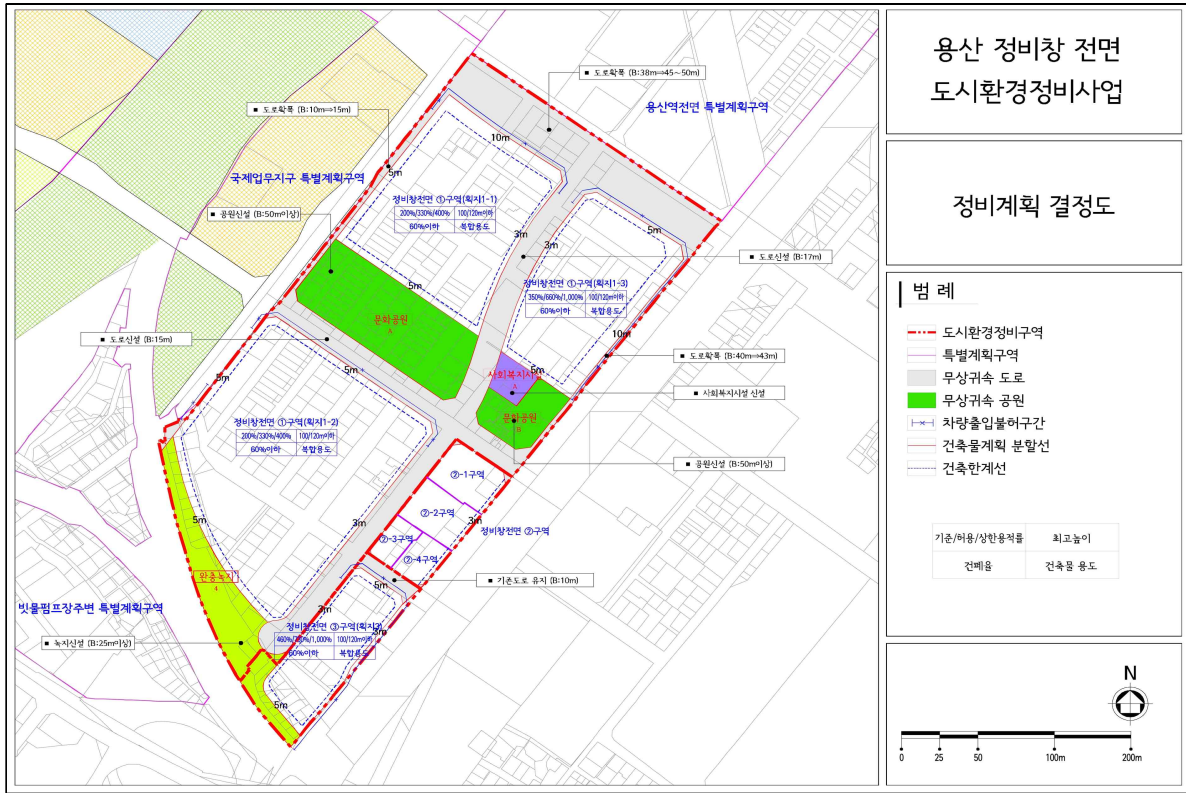 용산 정비창 전면
도시환경정비사업
정비계획 결정도
범 례
도시환경정비구역
특별계획구역
무상귀속 도로
무상귀속 공원
차량출입불허구간
건축물계획 분할선
건축한계선
기준/허용/상한용적률 최고높이
건폐율 건축물 용도
N
0 25 50 100m 200m
■ 도로확폭 (B:38m⇒45~50m)
용산역전면 특별계획구역
■ 도로확폭 (B:10m⇒15m)
10m
5m
국제업무지구 특별계획구역
정비창전면 ①구역(획지1-1)
200%/330%/400% 100/120m이하
60%이하 복합용도
■ 공원신설 (B:50m이상)
5m
3m
3m
■ 도로신설 (B:17m)
5m
정비창전면 ①구역(획지1-3)
350%/660%/1,000% 100/120m이하
60%이하 복합용도
문화공원
A
10m
■ 도로신설 (B:15m)
■ 도로확폭 (B:40m⇒43m)
5m
5m
5m
사회복지시설
A
■ 사회복지시설 신설
정비창전면 ①구역(획지1-2)
200%/330%/400% 100/120m이하
60%이하 복합용도
문화공원
B
■ 공원신설 (B:50m이상)
②-1구역
②-2구역
3m
5m
3m
정비창전면 ②구역
②-3구역
②-4구역
■ 기존도로 유지 (B:10m)
완충녹지
5m
빗물펌프장주변 특별계획구역
3m
정비창전면 ③구역(획지3)
3m
100/120m이하
60%이하 복합용도
■ 녹지신설 (B:25m이상)
5m